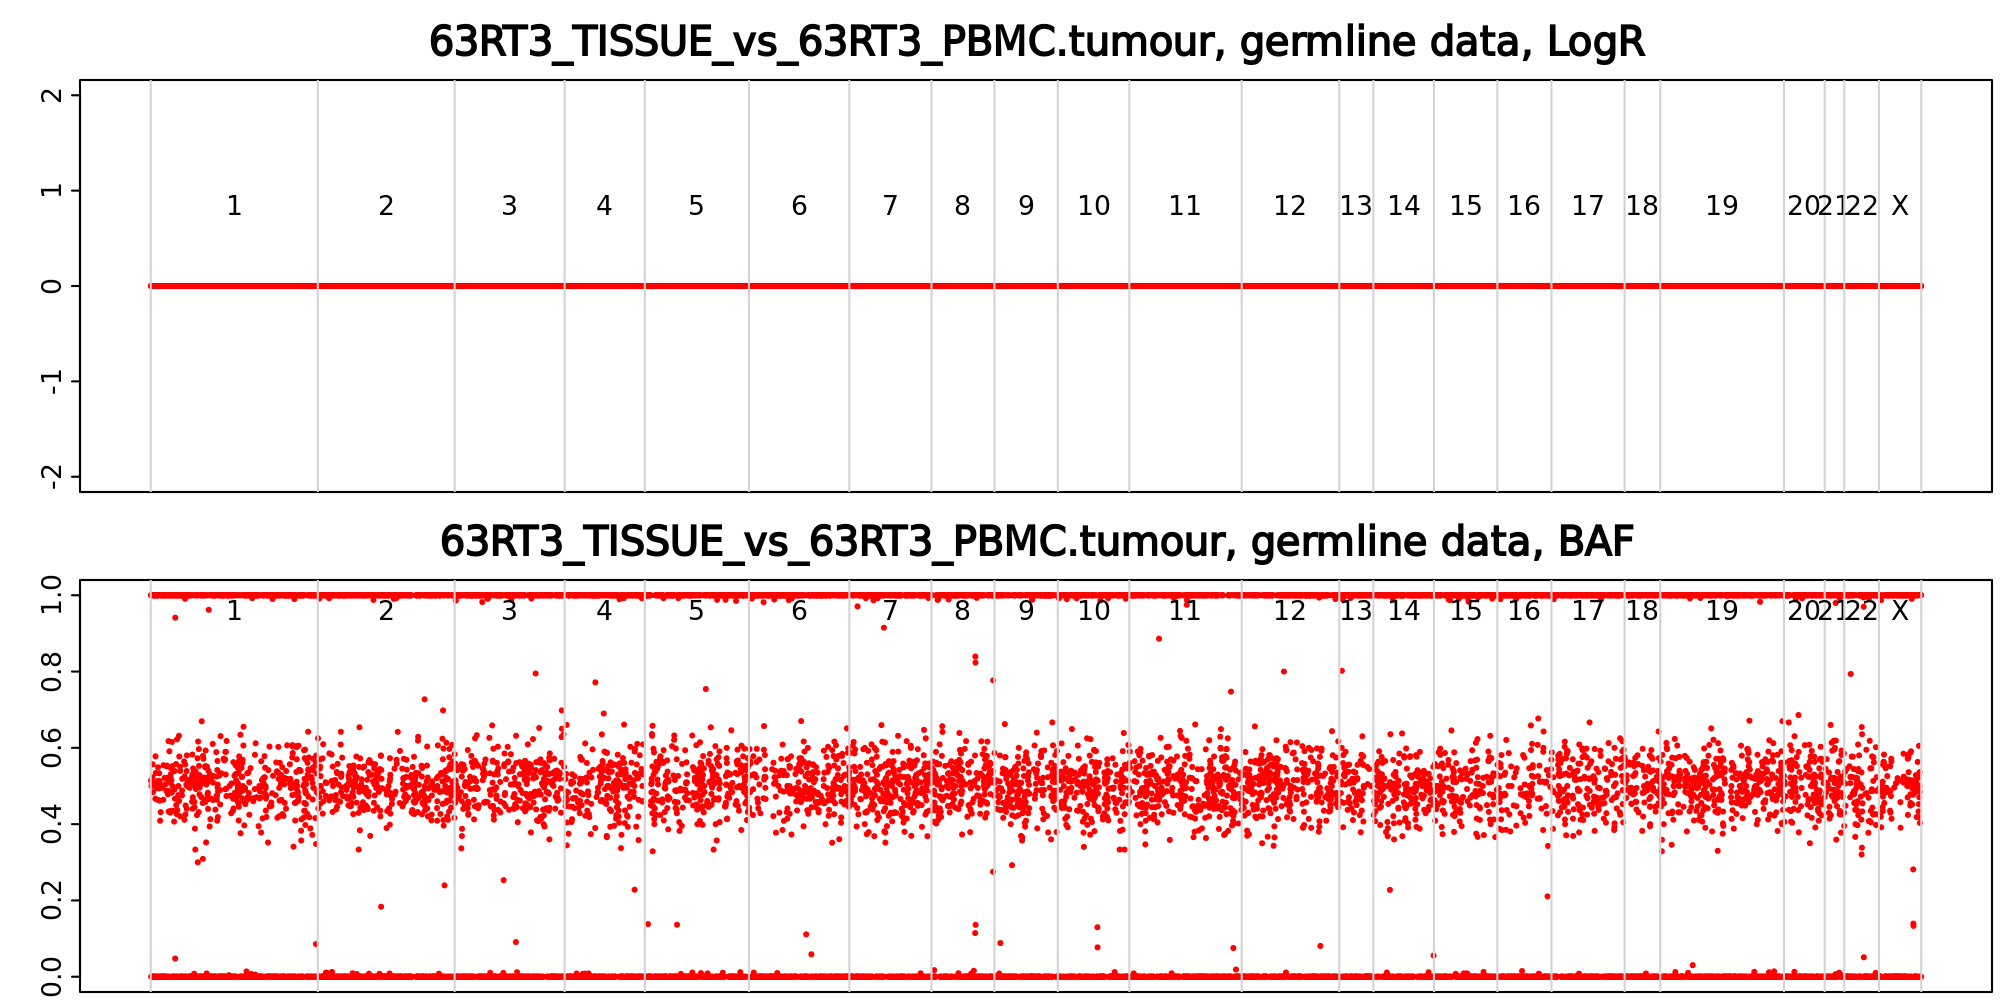 63RT3_TISSUE_vs_63RT3_PBMC.tumour, germline data, LogR
2
1
0
-1
-2
1 2 3 4 5 6 7 8 9 10 11 12 13 14 15 16 17 18 19 20 21 22 X
63RT3_TISSUE_vs_63RT3_PBMC.tumour, germline data, BAF
1.0
0.8
0.6
0.4
0.2
0.0
1 2 3 4 5 6 7 8 9 10 11 12 13 14 15 16 17 18 19 20 21 22 X